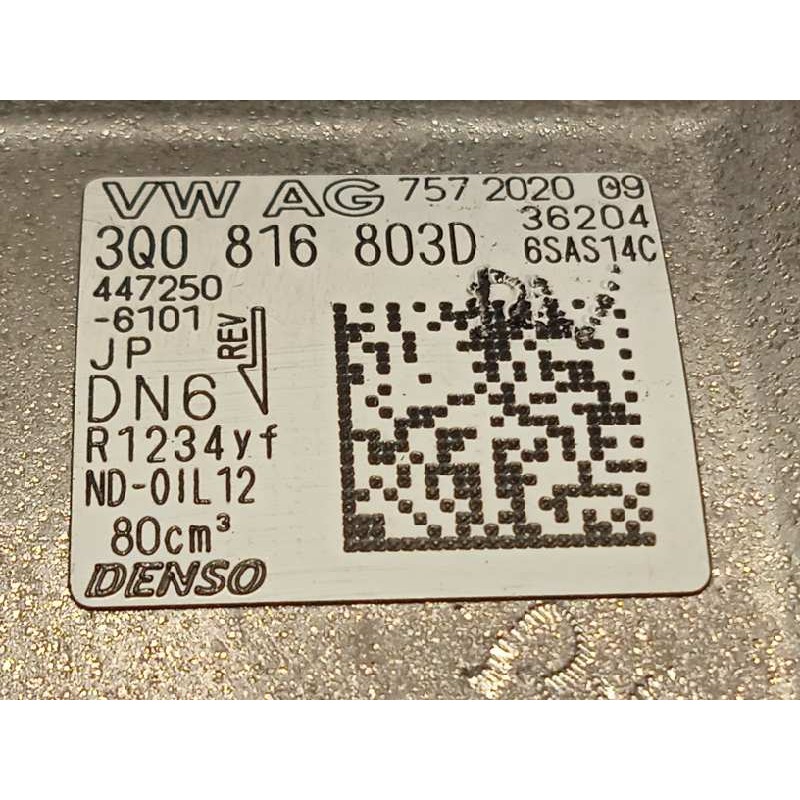 VW AG 757 2020 09
36204
3Q0 816 803D 6SAS14C
447250
-6101
REV
JP
DN6
R1234yf
ND-OIL12
80cm³
DENSO